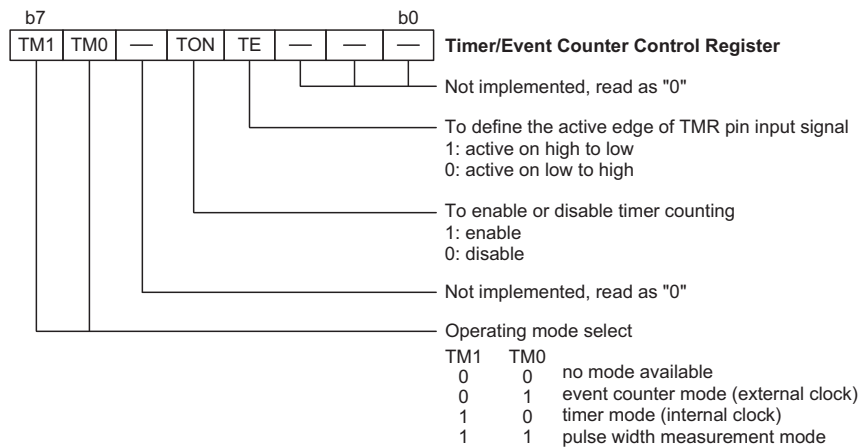 b7 b0
TM1 TM0 — TON TE — — — Timer/Event Counter Control Register
Not implemented, read as "0"
To define the active edge of TMR pin input signal
1: active on high to low
0: active on low to high
To enable or disable timer counting
1: enable
0: disable
Not implemented, read as "0"
Operating mode select
TM1 TM0
0 0 no mode available
0 1 event counter mode (external clock)
1 0 timer mode (internal clock)
1 1 pulse width measurement mode